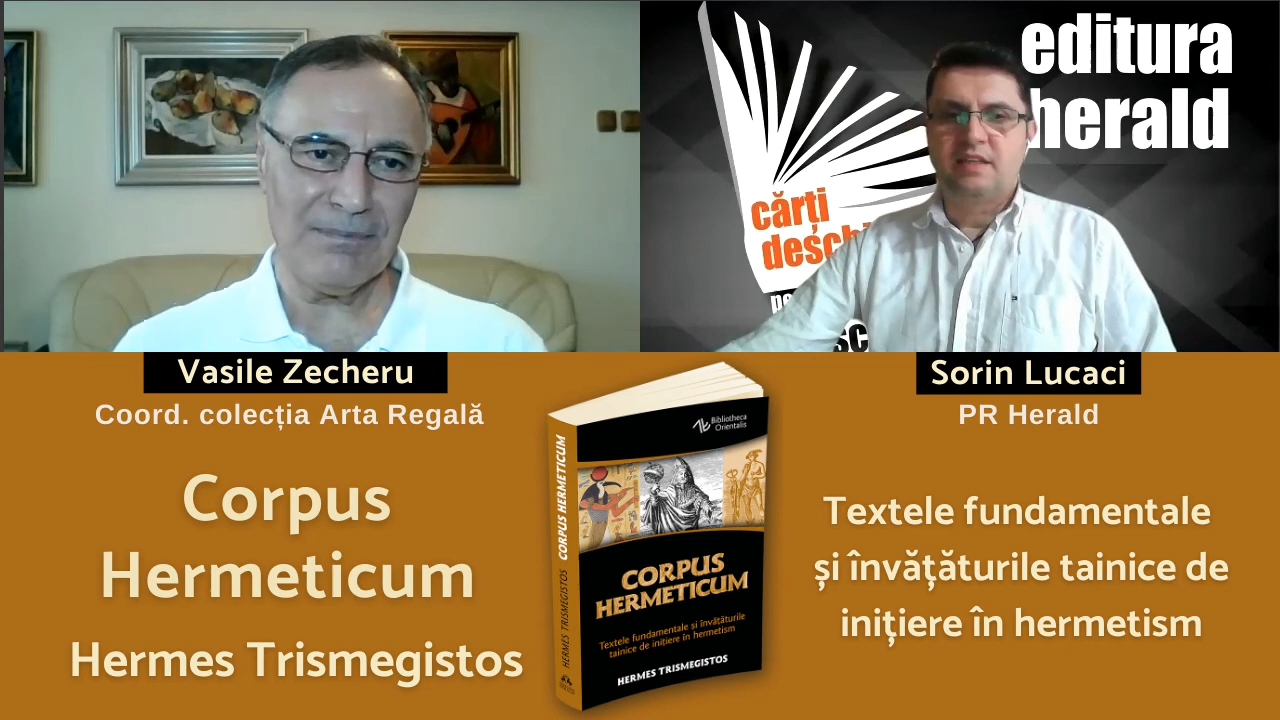 editura
herald
cărți
Vasile Zecheru
Coord. colecția Arta Regală
Sorin Lucaci
PR Herald
Corpus
Hermeticum
Hermes Trismegistos
Bibliotheca
Orientalis
HERMES TRISMEGISTOS CORPUS HERMETICUM
CORPUS
HERMETICUM
Textele fundamentale și învățăturile
tainice de inițiere în hermetism
HERMES TRISMEGISTOS
Textele fundamentale
și învățăturile tainice de
inițiere în hermetism